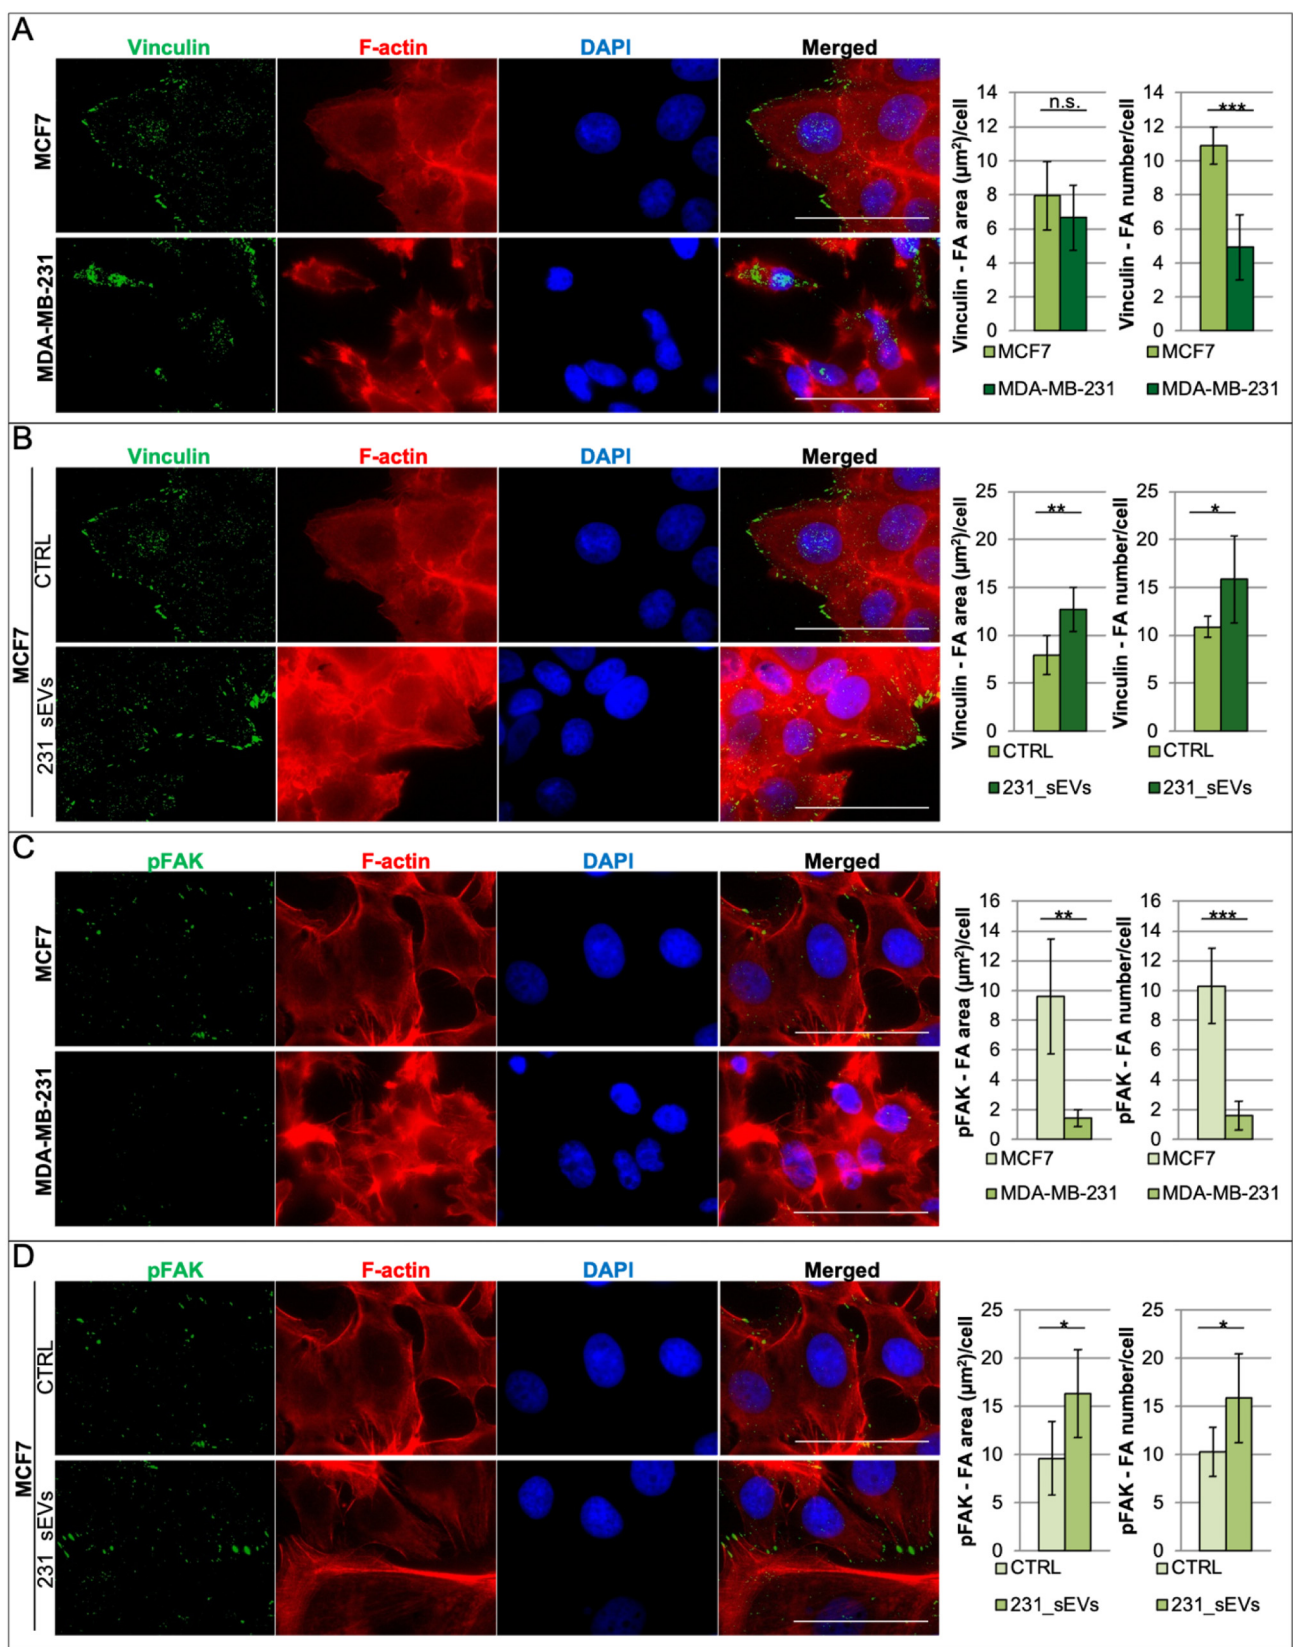 A
Vinculin F-actin DAPI Merged
MCF7
MDA-MB-231
Vinculin - FA area (µm²)/cell
14
12
10
8
6
4
2
0
n.s.
MCF7
MDA-MB-231
Vinculin - FA number/cell
14
12
10
8
6
4
2
0
***
MCF7
MDA-MB-231
B
Vinculin F-actin DAPI Merged
MCF7
CTRL
231 sEVs
Vinculin - FA area (µm²)/cell
25
20
15
10
5
0
**
CTRL
231_sEVs
Vinculin - FA number/cell
25
20
15
10
5
0
*
CTRL
231_sEVs
C
pFAK F-actin DAPI Merged
MCF7
MDA-MB-231
pFAK - FA area (µm²)/cell
16
14
12
10
8
6
4
2
0
**
MCF7
MDA-MB-231
pFAK - FA number/cell
16
14
12
10
8
6
4
2
0
***
MCF7
MDA-MB-231
D
pFAK F-actin DAPI Merged
MCF7
CTRL
231 sEVs
pFAK - FA area (µm²)/cell
25
20
15
10
5
0
*
CTRL
231_sEVs
pFAK - FA number/cell
25
20
15
10
5
0
*
CTRL
231_sEVs